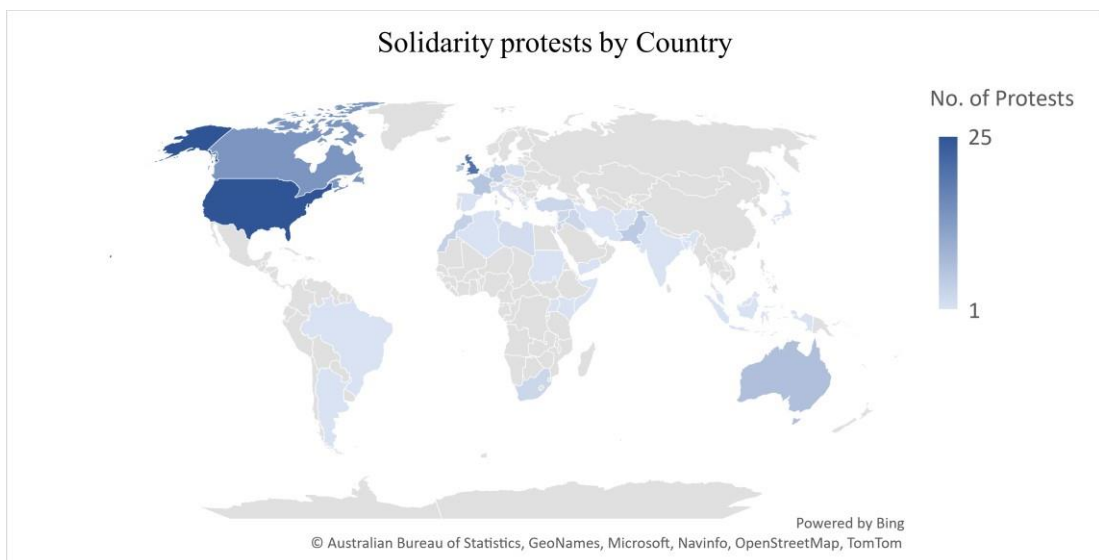 Solidarity protests by Country
No. of Protests
25
1
Powered by Bing
© Australian Bureau of Statistics, GeoNames, Microsoft, Navinfo, OpenStreetMap, TomTom